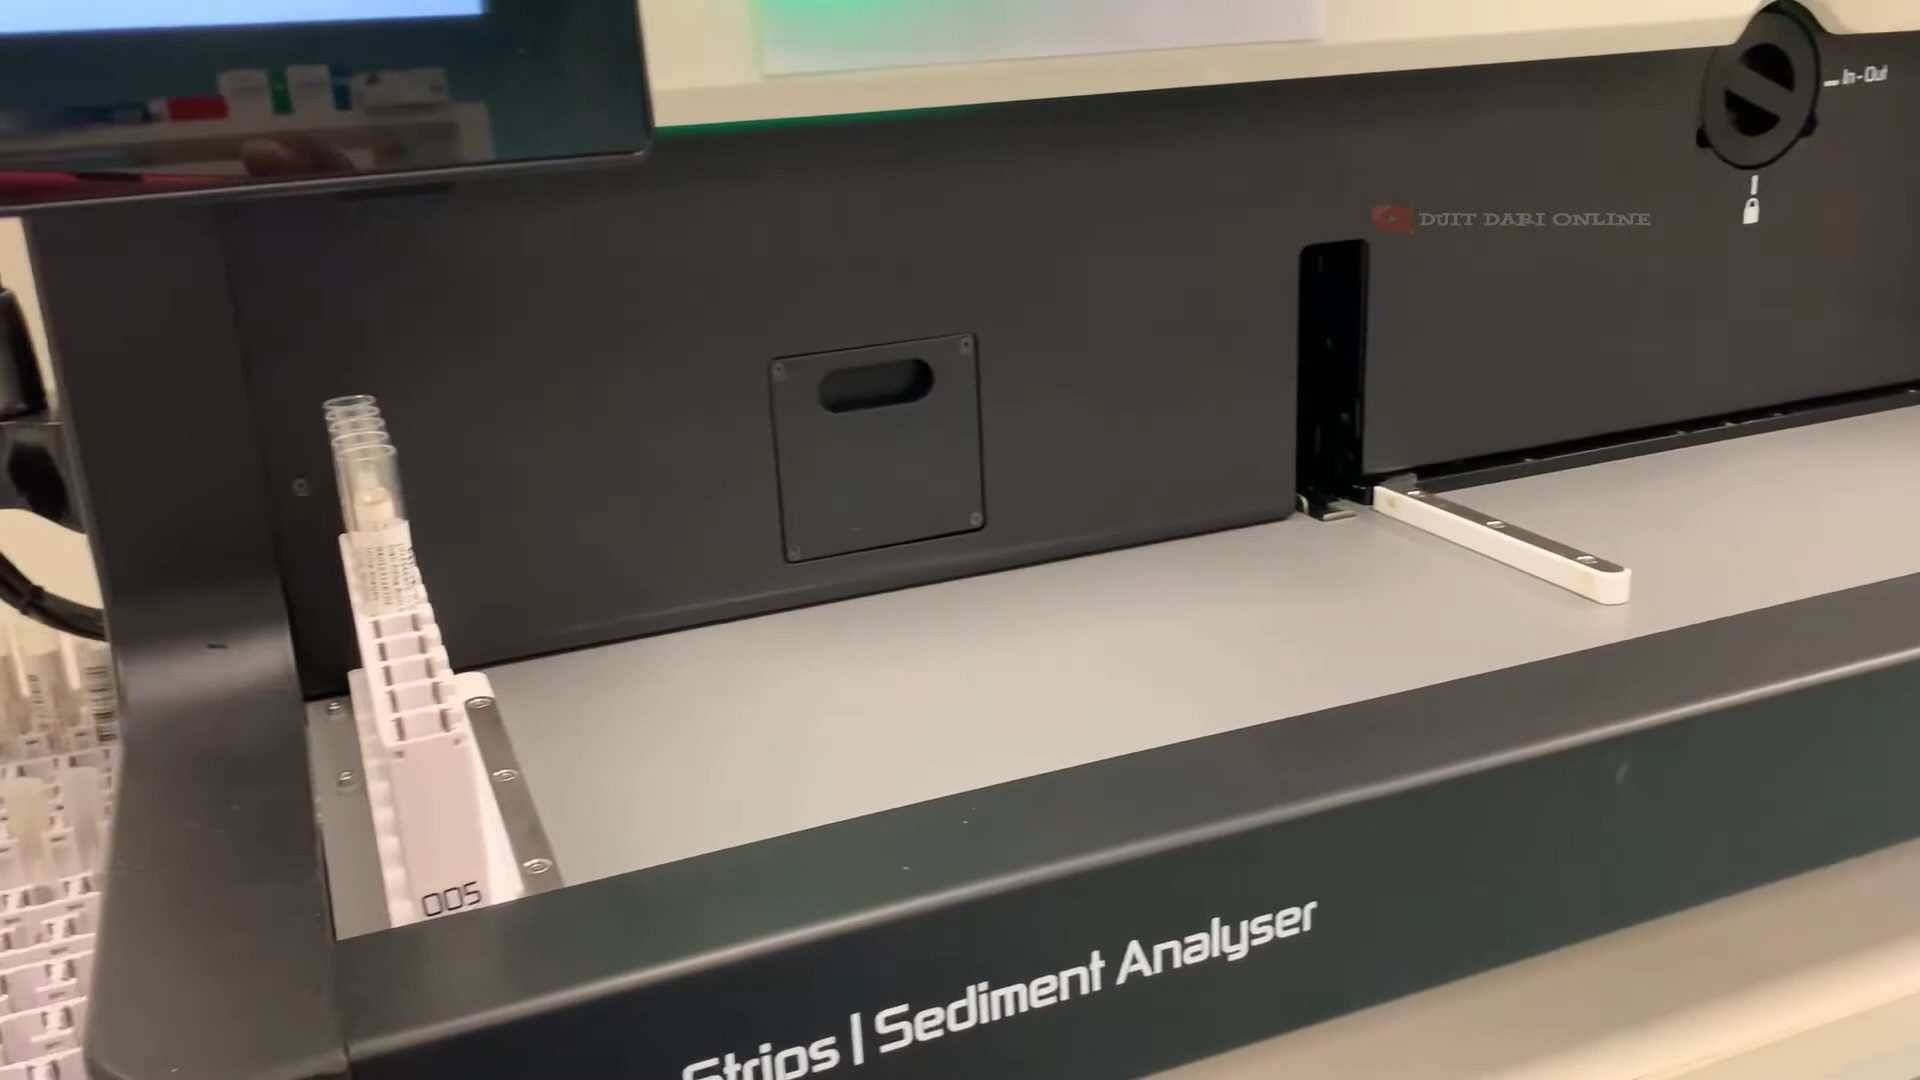 In-Out
DUIT DARI ONLINE
005
Strips | Sediment Analyser